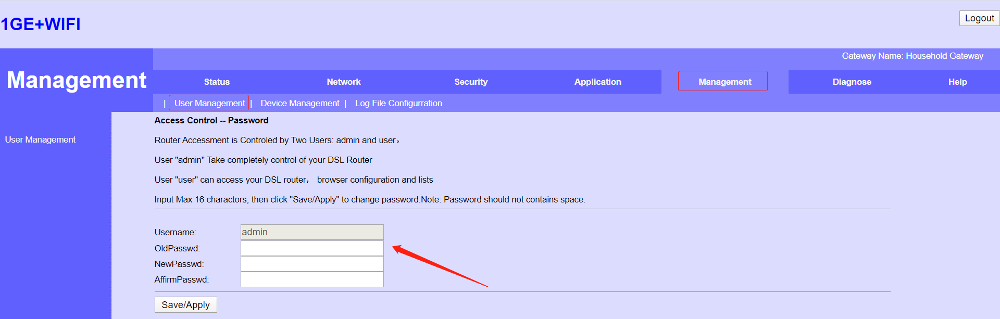 1GE+WIFI
Logout
Gateway Name: Household Gateway
Management
Status Network Security Application Management Diagnose Help
| User Management | Device Management | Log File Configurration
User Management
Access Control -- Password
Router Accessment is Controled by Two Users: admin and user。
User "admin" Take completely control of your DSL Router
User "user" can access your DSL router， browser configuration and lists
Input Max 16 charactors, then click "Save/Apply" to change password.Note: Password should not contains space.
Username: admin
OldPasswd:
NewPasswd:
AffirmPasswd:
Save/Apply